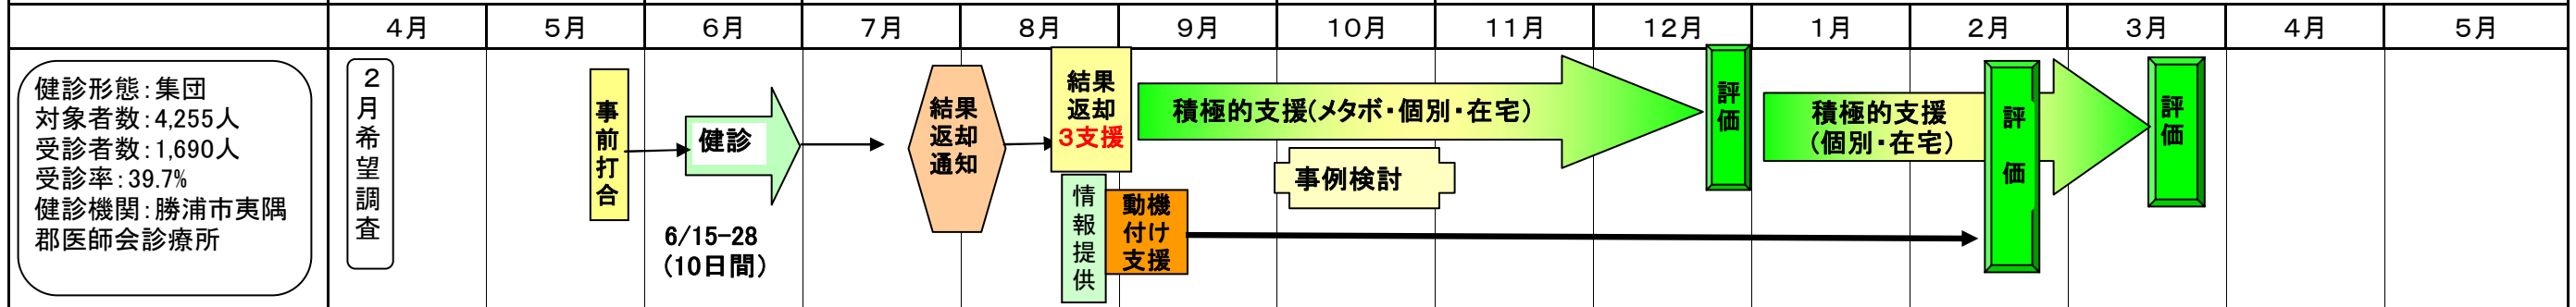 4月 5月 6月 7月 8月 9月 10月 11月 12月 1月 2月 3月 4月 5月
健診形態：集団
対象者数：4,255人
受診者数：1,690人
受診率：39.7%
健診機関：勝浦市夷隅
郡医師会診療所
2月希望調査
事前打合
健診
6/15-28
(10日間)
結果
返却
通知
結果
返却
3支援
情報提供
動機
付け
支援
積極的支援(メタボ・個別・在宅)
事例検討
評価
積極的支援
(個別・在宅)
評価
評価